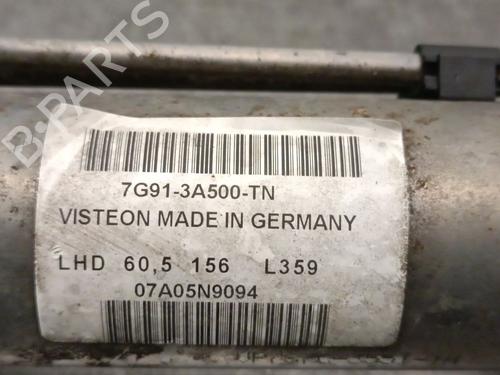 B-PARTS
7G91-3A500-TN
VISTEON MADE IN GERMANY
LHD 60,5 156 L359
07A05N9094